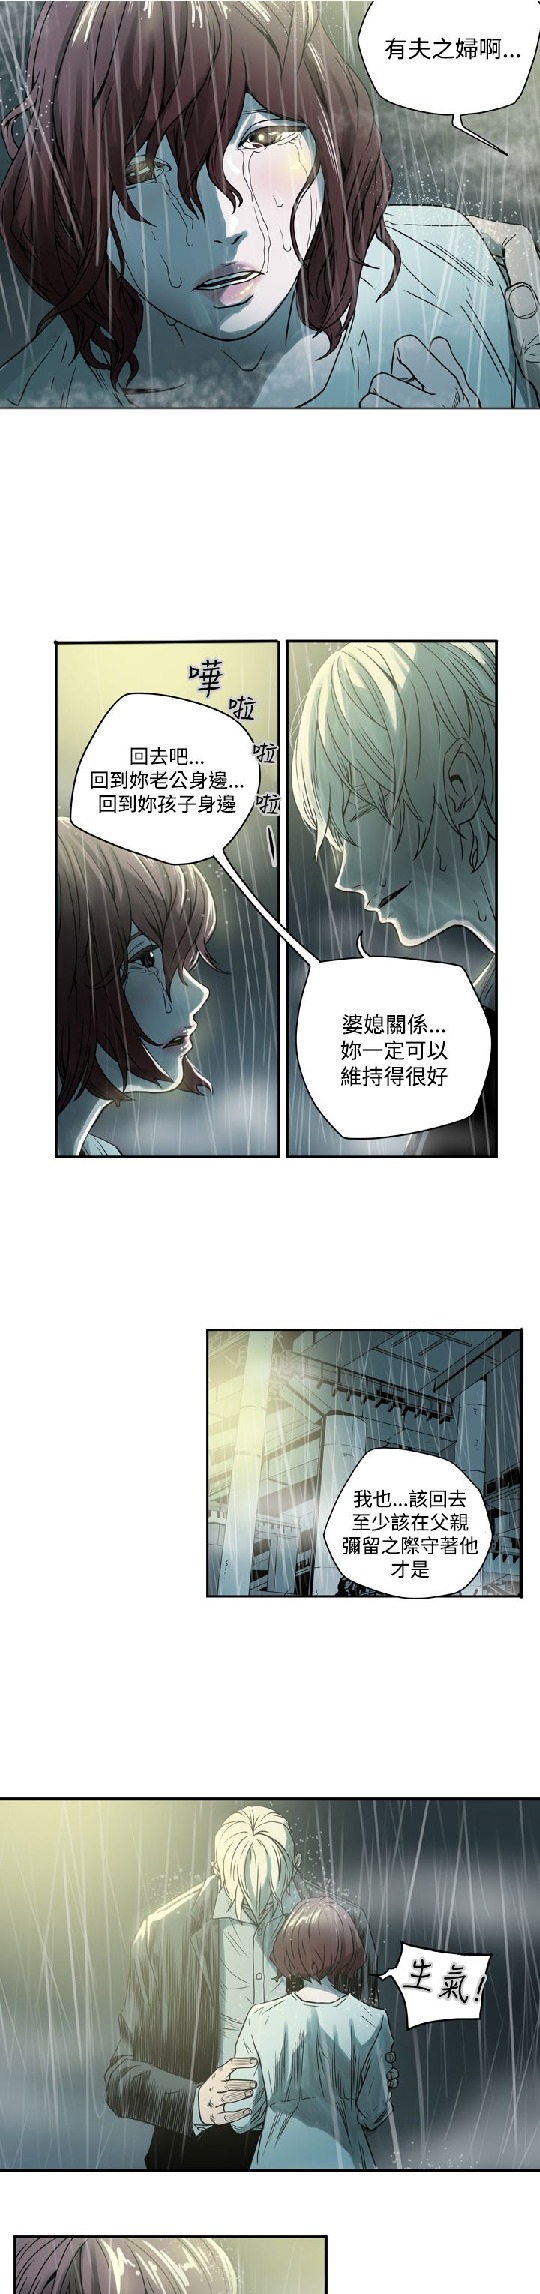 有夫之婦啊...
嘩啦啦啦
回去吧...
回到妳老公身邊...
回到妳孩子身邊
婆媳關係...
妳一定可以
維持得很好
我也...該回去
至少該在父親
彌留之際守著他
才是
生氣!